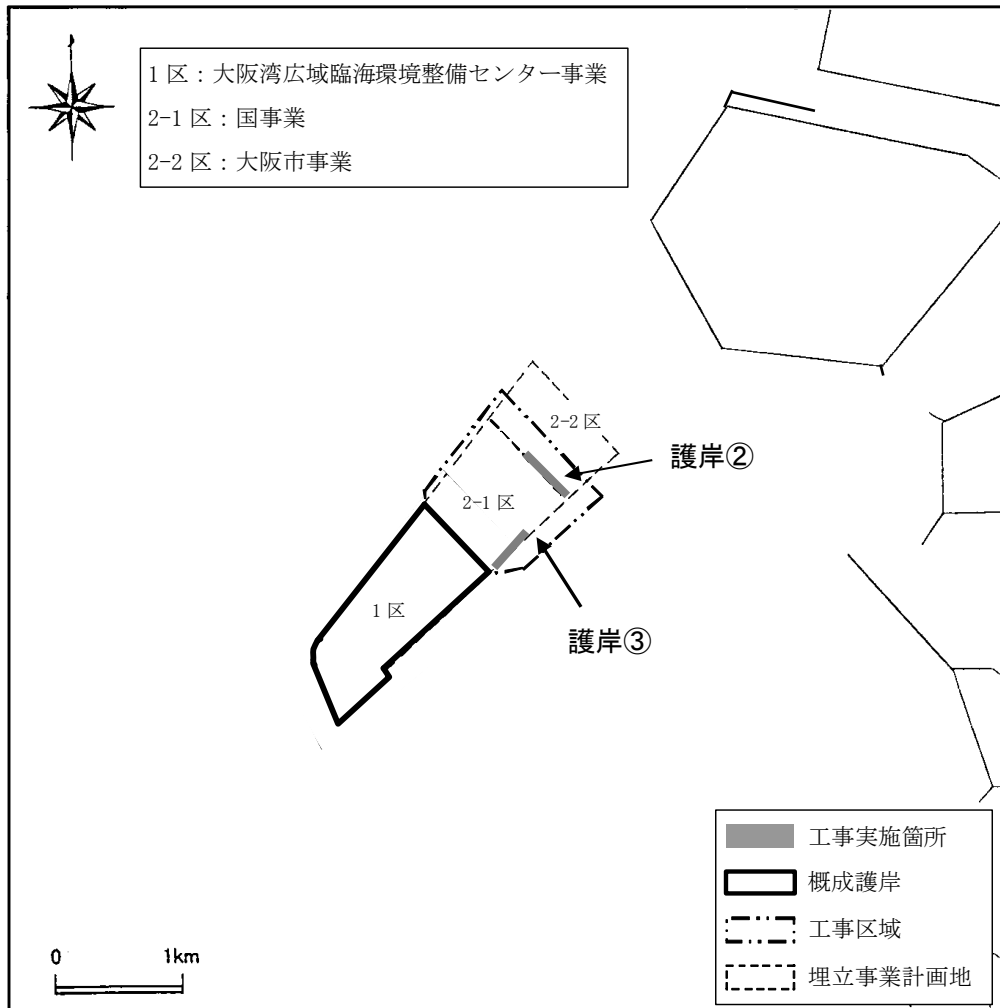 1区：大阪湾広域臨海環境整備センター事業
2-1区：国事業
2-2区：大阪市事業
2-2区
護岸②
2-1区
1区
護岸③
工事実施箇所
概成護岸
工事区域
埋立事業計画地
0 1km